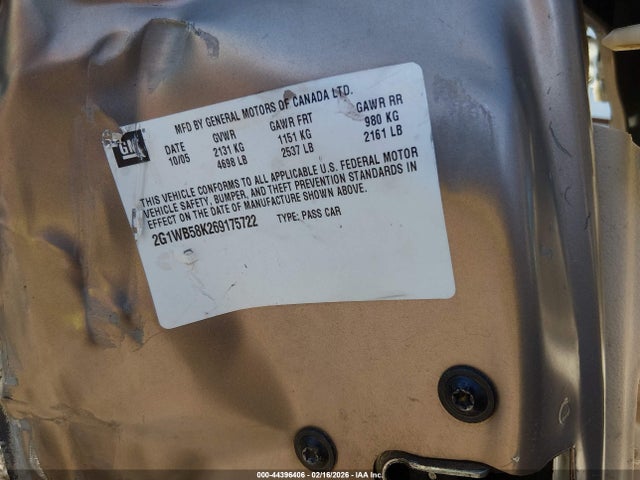 MFD BY GENERAL MOTORS OF CANADA LTD.
GM
DATE GVWR GAWR FRT GAWR RR
10/05 2131 KG 1151 KG 980 KG
4698 LB 2537 LB 2161 LB
THIS VEHICLE CONFORMS TO ALL APPLICABLE U.S. FEDERAL MOTOR
VEHICLE SAFETY, BUMPER, AND THEFT PREVENTION STANDARDS IN
EFFECT ON THE DATE OF MANUFACTURE SHOWN ABOVE.
2G1WB58K269175722 TYPE: PASS CAR
000-44396406 - 02/16/2026 - IAA Inc.